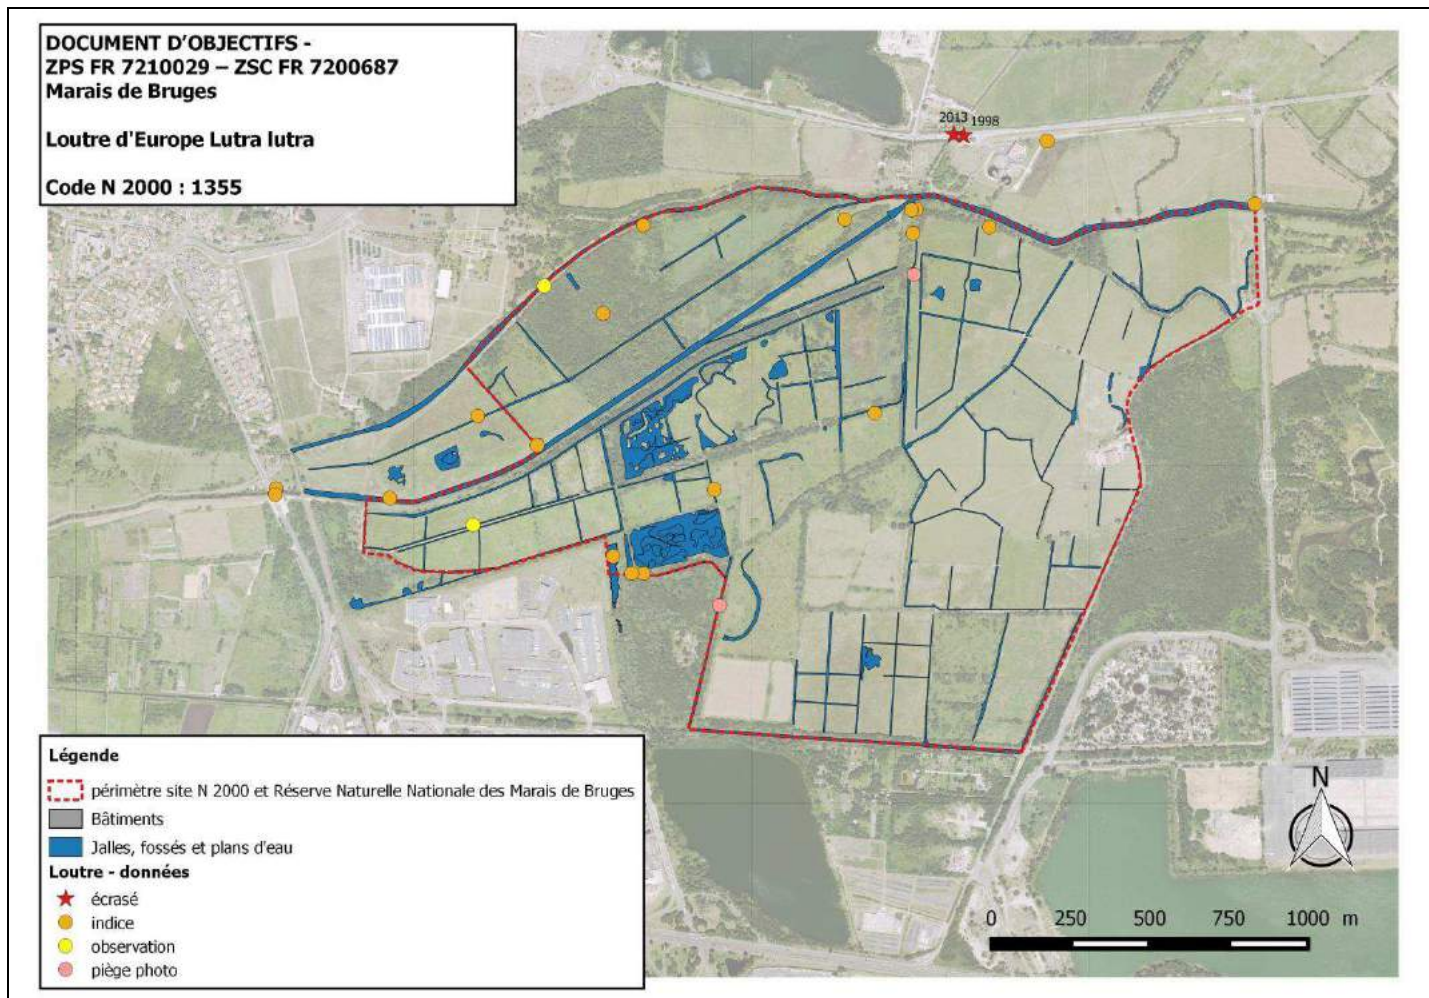 DOCUMENT D'OBJECTIFS -
ZPS FR 7210029 – ZSC FR 7200687
Marais de Bruges
Loutre d'Europe Lutra lutra
Code N 2000 : 1355
2013 1998
Légende
périmètre site N 2000 et Réserve Naturelle Nationale des Marais de Bruges
Bâtiments
Jalles, fossés et plans d'eau
Loutre - données
écrasé
indice
observation
piège photo
N
0 250 500 750 1000 m